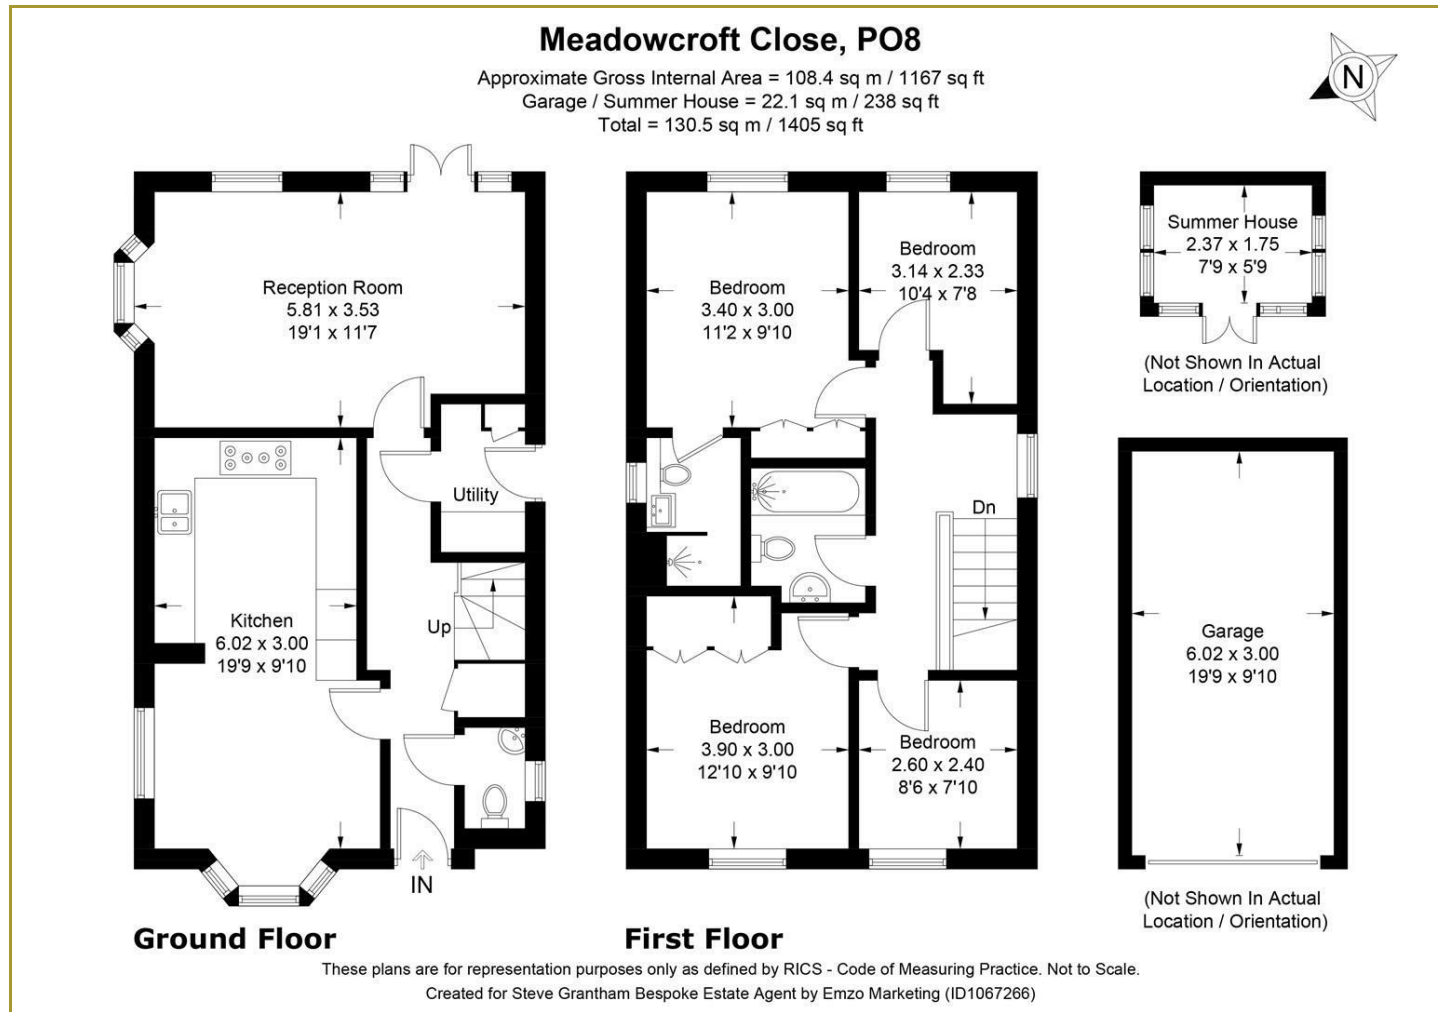 Meadowcroft Close, PO8
Approximate Gross Internal Area = 108.4 sq m / 1167 sq ft
Garage / Summer House = 22.1 sq m / 238 sq ft
Total = 130.5 sq m / 1405 sq ft
N
Reception Room
5.81 x 3.53
19'1 x 11'7
Utility
Kitchen
6.02 x 3.00
19'9 x 9'10
Up
IN
Ground Floor
Bedroom
3.40 x 3.00
11'2 x 9'10
Bedroom
3.14 x 2.33
10'4 x 7'8
Dn
Bedroom
3.90 x 3.00
12'10 x 9'10
Bedroom
2.60 x 2.40
8'6 x 7'10
First Floor
Summer House
2.37 x 1.75
7'9 x 5'9
(Not Shown In Actual
Location / Orientation)
Garage
6.02 x 3.00
19'9 x 9'10
(Not Shown In Actual
Location / Orientation)
These plans are for representation purposes only as defined by RICS - Code of Measuring Practice. Not to Scale.
Created for Steve Grantham Bespoke Estate Agent by Emzo Marketing (ID1067266)